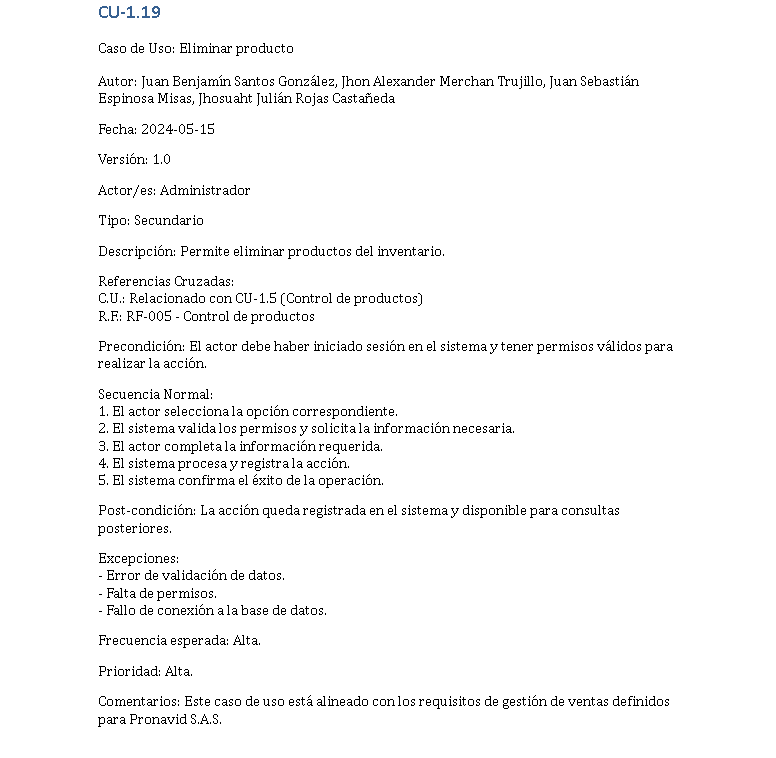 CU-1.19
Caso de Uso: Eliminar producto
Autor: Juan Benjamín Santos González, Jhon Alexander Merchan Trujillo, Juan Sebastián
Espinosa Misas, Jhosuaht Julián Rojas Castañeda
Fecha: 2024-05-15
Versión: 1.0
Actor/es: Administrador
Tipo: Secundario
Descripción: Permite eliminar productos del inventario.
Referencias Cruzadas:
C.U.: Relacionado con CU-1.5 (Control de productos)
R.F.: RF-005 - Control de productos
Precondición: El actor debe haber iniciado sesión en el sistema y tener permisos válidos para
realizar la acción.
Secuencia Normal:
1. El actor selecciona la opción correspondiente.
2. El sistema valida los permisos y solicita la información necesaria.
3. El actor completa la información requerida.
4. El sistema procesa y registra la acción.
5. El sistema confirma el éxito de la operación.
Post-condición: La acción queda registrada en el sistema y disponible para consultas
posteriores.
Excepciones:
- Error de validación de datos.
- Falta de permisos.
- Fallo de conexión a la base de datos.
Frecuencia esperada: Alta.
Prioridad: Alta.
Comentarios: Este caso de uso está alineado con los requisitos de gestión de ventas definidos
para Pronavid S.A.S.